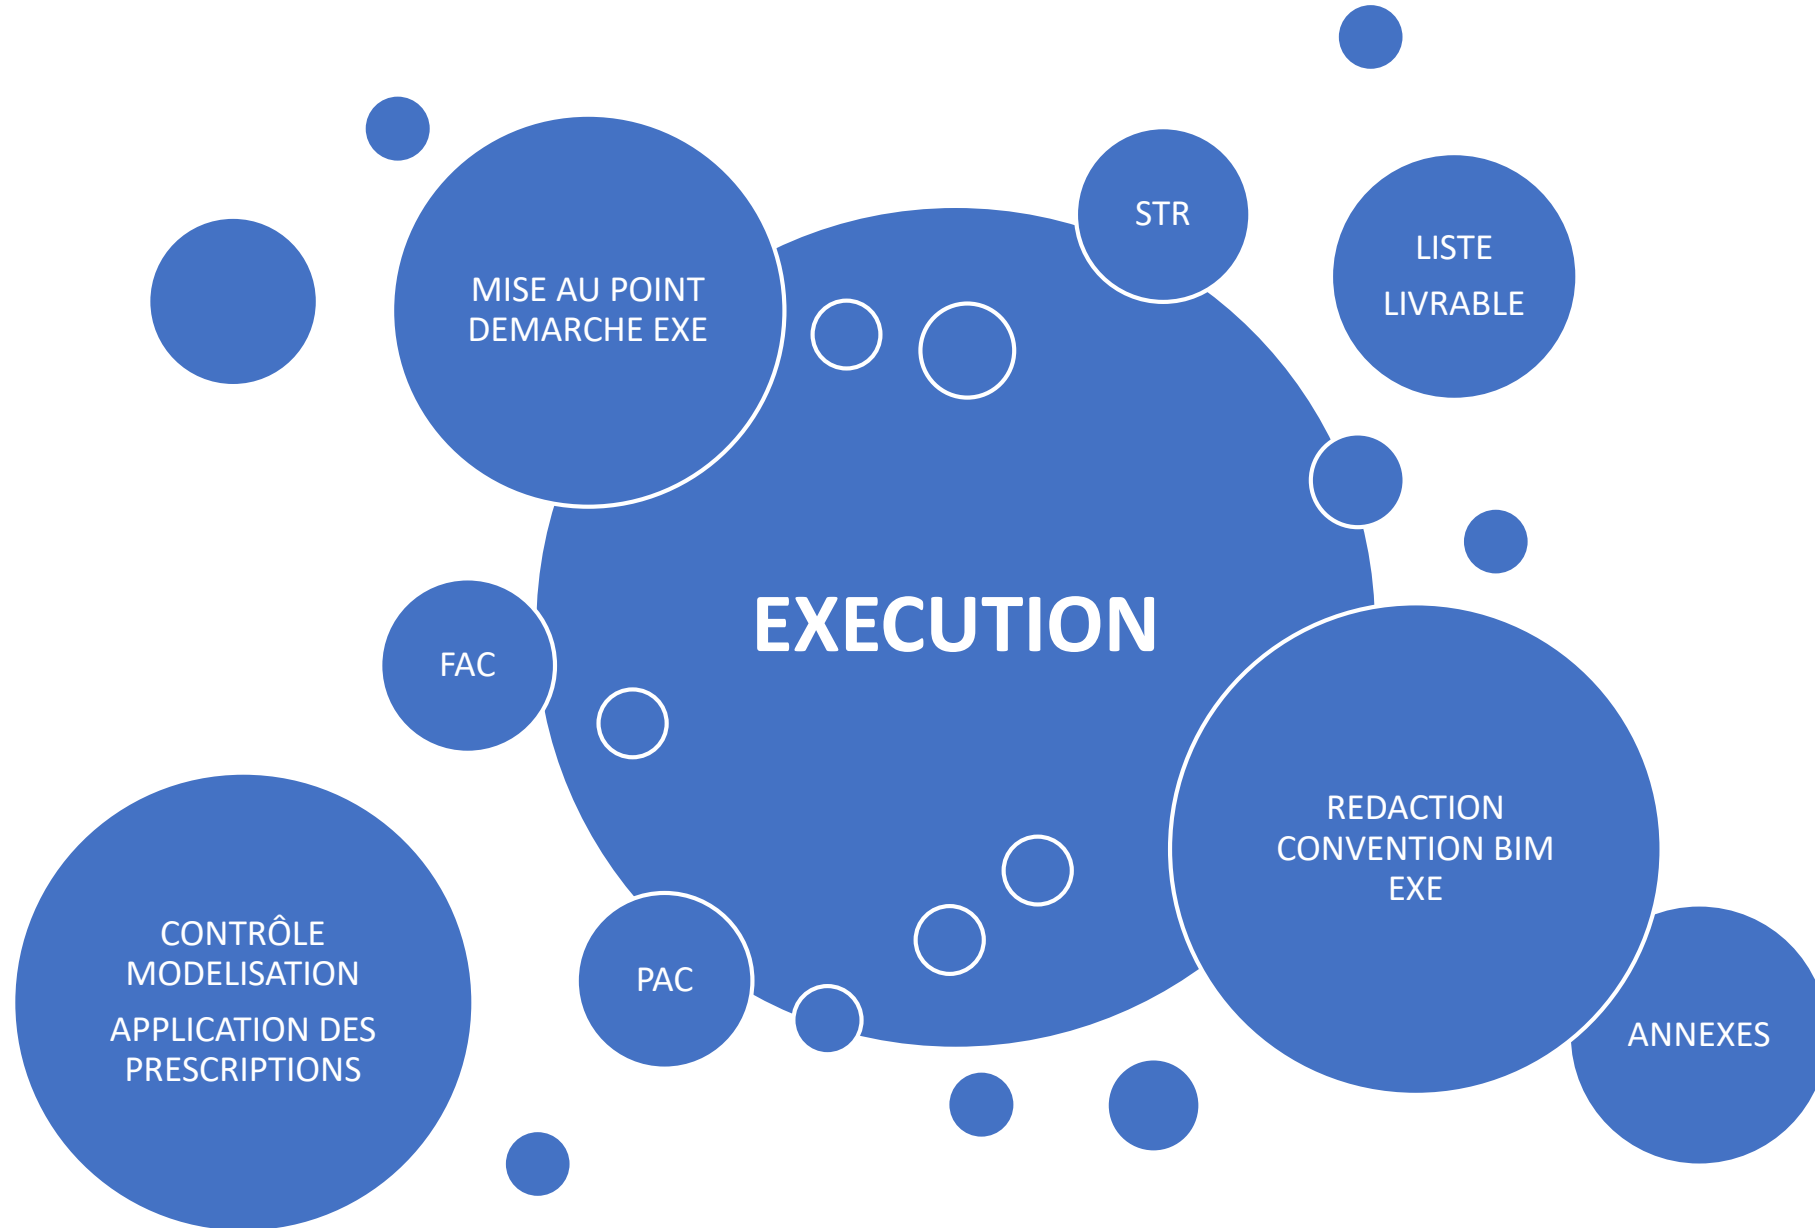 STR
LISTE
LIVRABLE
MISE AU POINT
DEMARCHE EXE
EXECUTION
FAC
REDACTION
CONVENTION BIM
EXE
CONTRÔLE
MODELISATION
APPLICATION DES
PRESCRIPTIONS
PAC
ANNEXES